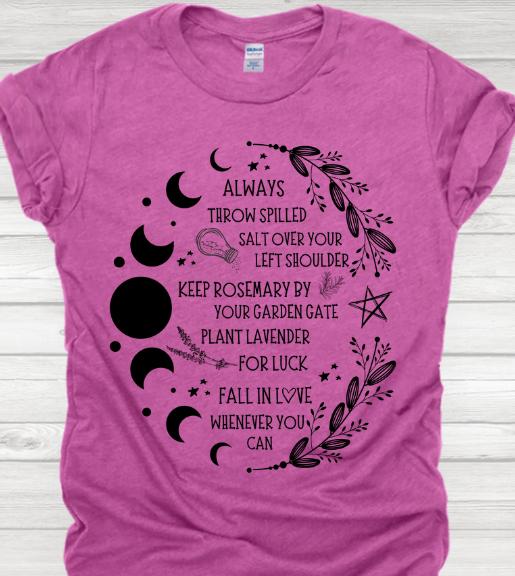 ALWAYS
THROW SPILLED
SALT OVER YOUR
LEFT SHOULDER
KEEP ROSEMARY BY
YOUR GARDEN GATE
PLANT LAVENDER
FOR LUCK
FALL IN L♡VE
WHENEVER YOU
CAN